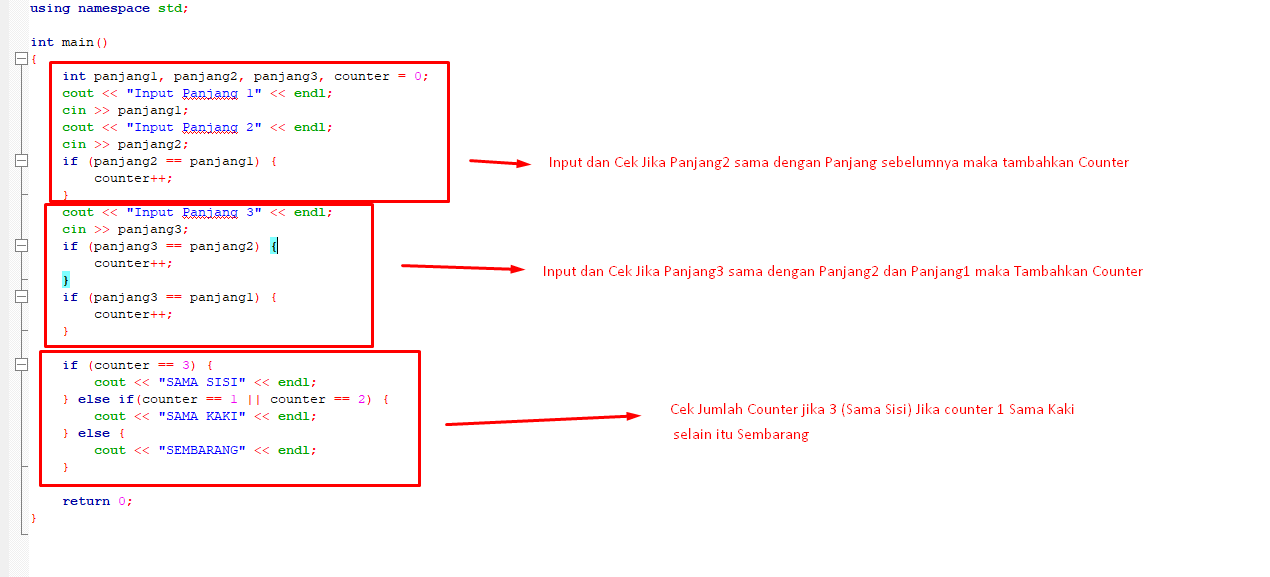 using namespace std;
int main()
{
int panjang1, panjang2, panjang3, counter = 0;
cout << "Input Panjang 1" << endl;
cin >> panjang1;
cout << "Input Panjang 2" << endl;
cin >> panjang2;
if (panjang2 == panjang1) {
counter++;
}
Input dan Cek Jika Panjang2 sama dengan Panjang sebelumnya maka tambahkan Counter
cout << "Input Panjang 3" << endl;
cin >> panjang3;
if (panjang3 == panjang2) {
counter++;
}
if (panjang3 == panjang1) {
counter++;
}
Input dan Cek Jika Panjang3 sama dengan Panjang2 dan Panjang1 maka Tambahkan Counter
if (counter == 3) {
cout << "SAMA SISI" << endl;
} else if(counter == 1 || counter == 2) {
cout << "SAMA KAKI" << endl;
} else {
cout << "SEMBARANG" << endl;
}
Cek Jumlah Counter jika 3 (Sama Sisi) Jika counter 1 Sama Kaki
selain itu Sembarang
return 0;
}